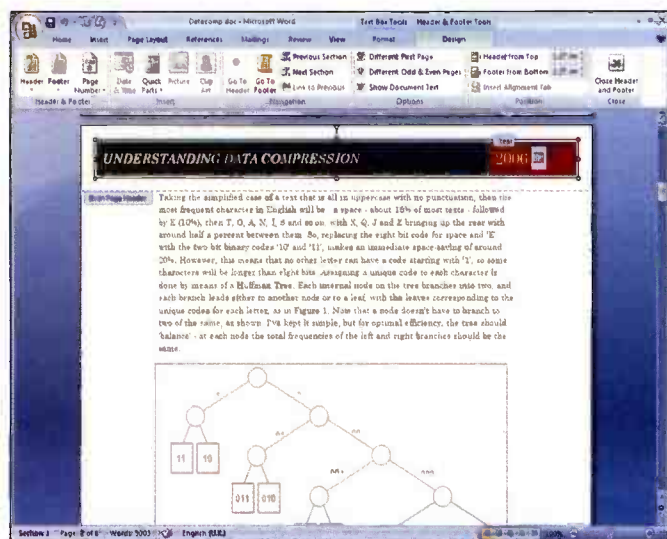 Datacomp.doc - Microsoft Word
Text Box Tools
Header & Footer Tools
Home
Insert
Page Layout
References
Mailings
Review
View
Format
Design
Header
Footer
Page Number
Date & Time
Quick Parts
Picture
Clip Art
Go To Header
Go To Footer
Previous Section
Next Section
Link to Previous
Different First Page
Different Odd & Even Pages
Show Document Text
Header from Top
Footer from Bottom
Insert Alignment Tab
Close Header and Footer
Header & Footer
Insert
Navigation
Options
Position
Close
Year
UNDERSTANDING DATA COMPRESSION
2006
Even Page Header
Taking the simplified case of a text that is all in uppercase with no punctuation, then the
most frequent character in English will be a space - about 18% of most texts - followed
by E (10%), then T, O, A, N, I, S and so on with X, Q, J and Z bringing up the rear with
around half a percent between them. So, replacing the eight bit code for space and 'E'
with the two bit binary codes '10' and '11', makes an immediate space-saving of around
20%. However, this means that no other letter can have a code starting with '1', so some
characters will be longer than eight bits. Assigning a unique code to each character is
done by means of a Huffman Tree. Each internal node on the tree branches into two, and
each branch leads either to another node or to a leaf, with the leaves corresponding to the
unique codes for each letter, as in Figure 1. Note that a node doesn't have to branch to
two of the same, as shown. I've kept it simple, but for optimal efficiency, the tree should
'balance' - at each node the total frequencies of the left and right branches should be the
same.
11
10
011
010
Section 1
Page 2 of 6
English (U.K.)